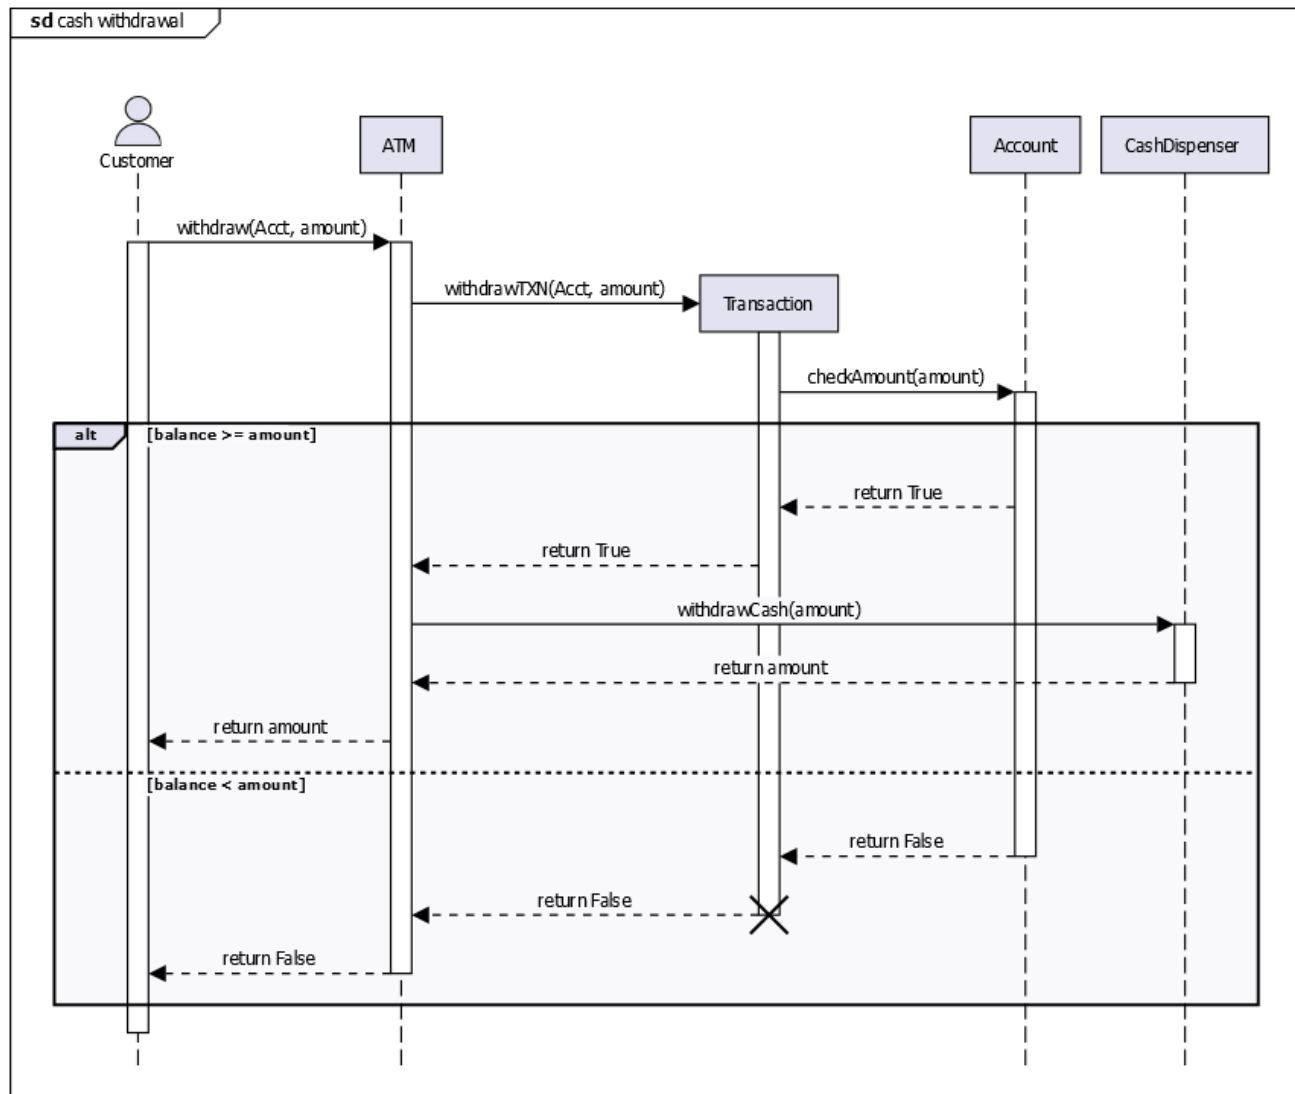 sd cash withdrawal
Customer
ATM
Account
CashDispenser
withdraw(Acct, amount)
withdrawTXN(Acct, amount)
Transaction
checkAmount(amount)
alt
[balance >= amount]
return True
return True
withdrawCash(amount)
return amount
return amount
[balance < amount]
return False
return False
return False